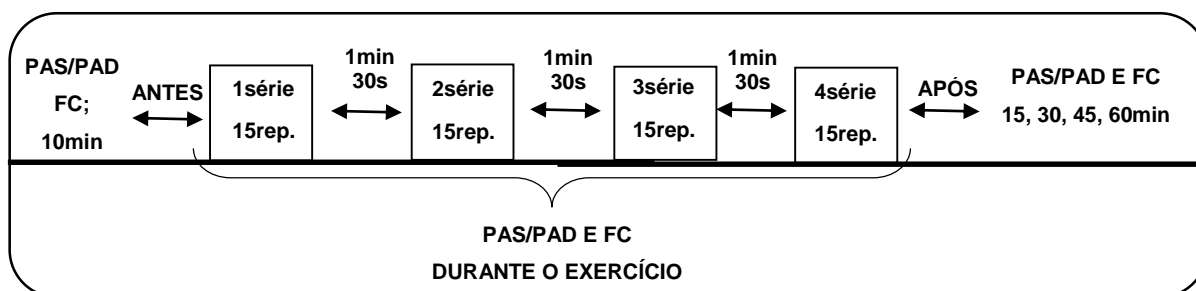 PAS/PAD
FC;
10min
ANTES
1série
15rep.
1min
30s
2série
15rep.
1min
30s
3série
15rep.
1min
30s
4série
15rep.
APÓS
PAS/PAD E FC
15, 30, 45, 60min
PAS/PAD E FC
DURANTE O EXERCÍCIO